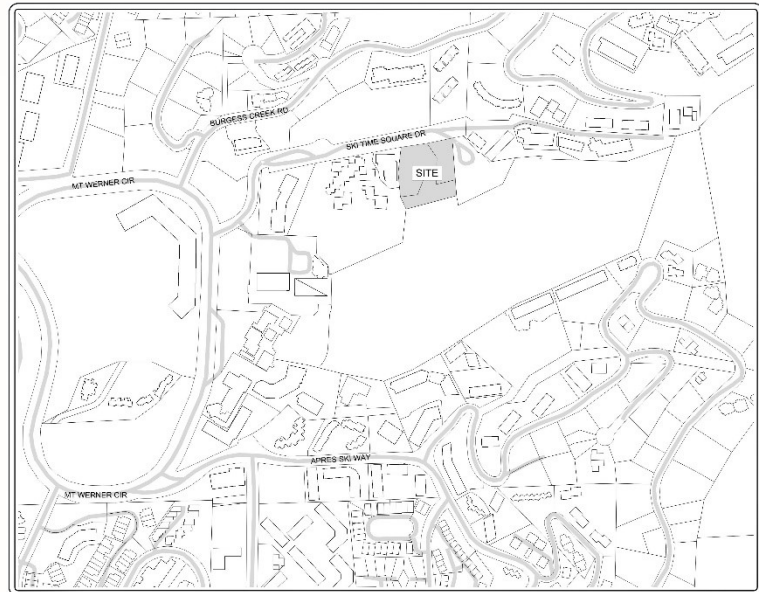 BURGESS CREEK RD
SKI TIME SQUARE DR
SITE
MT WERNER CIR
APRES SKI WAY
MT WERNER CIR